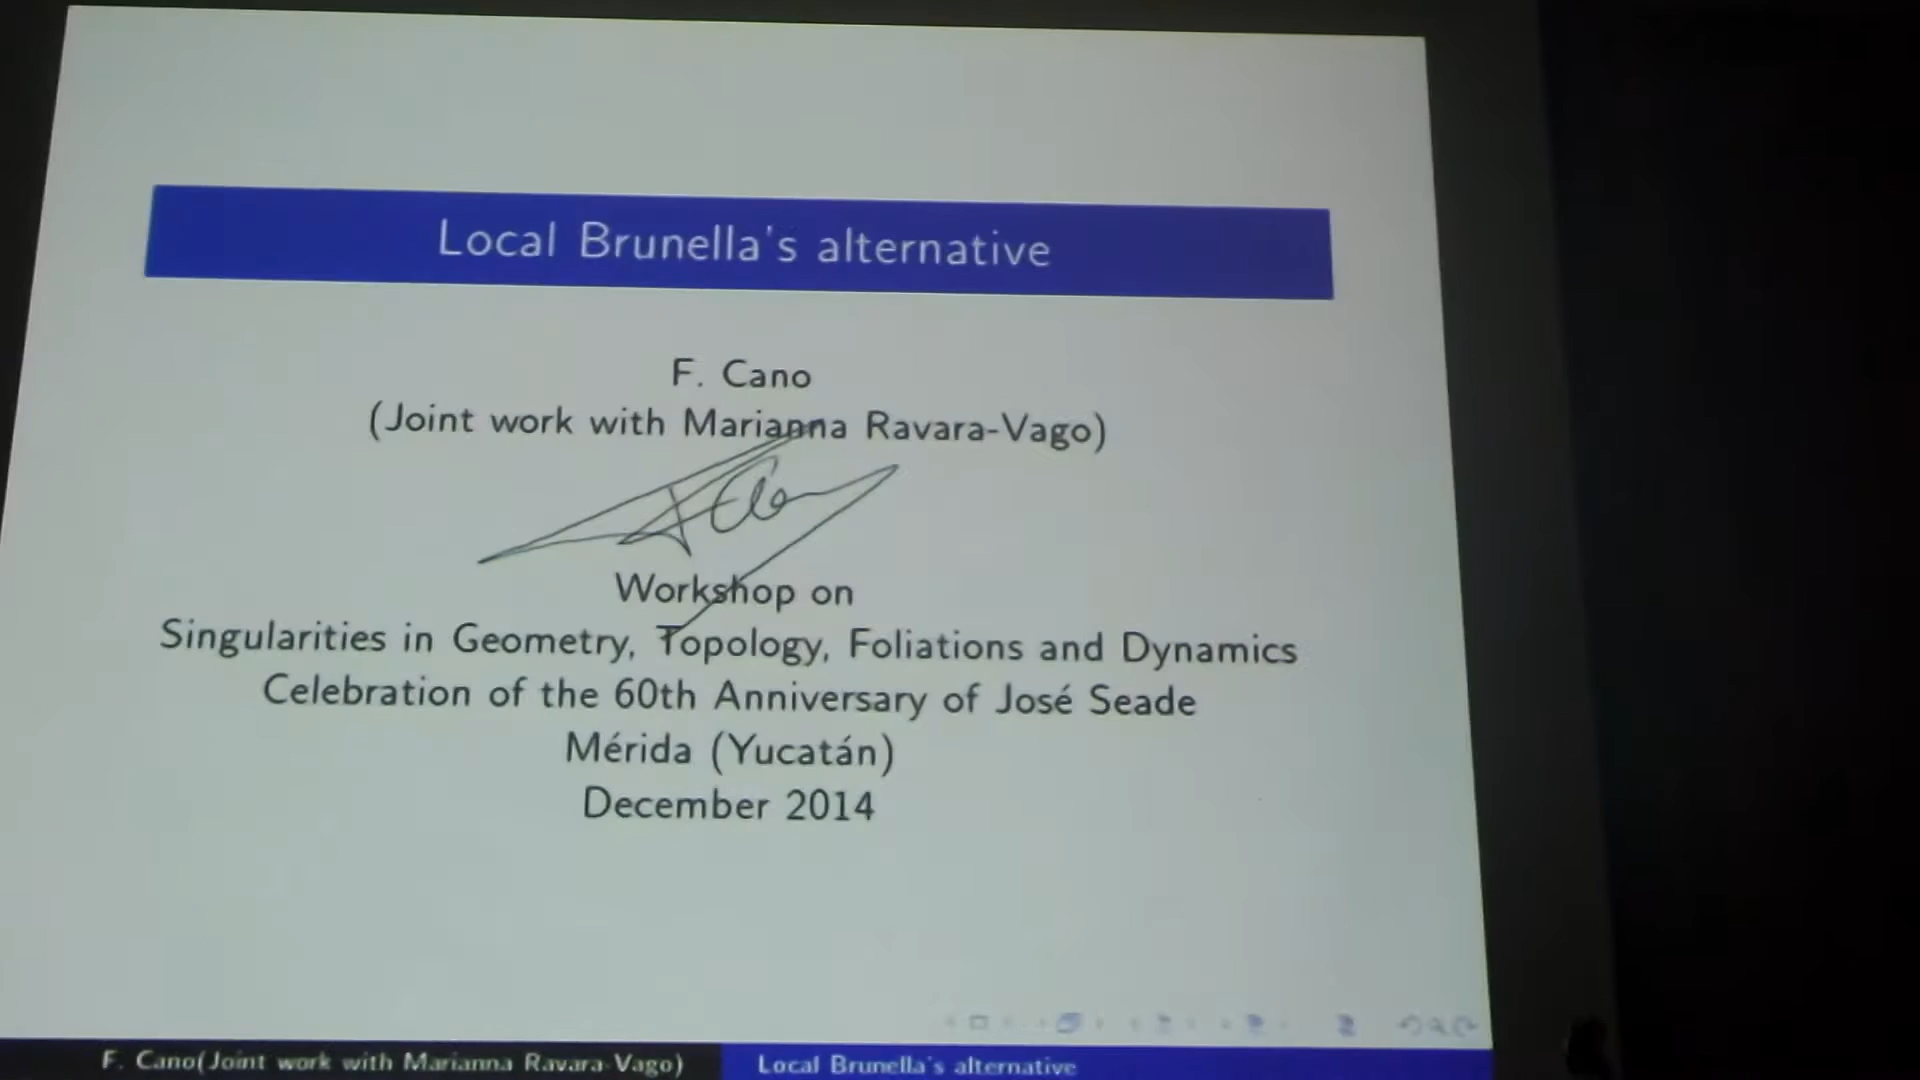 Local Brunella's alternative
F. Cano
(Joint work with Marianna Ravara-Vago)
Workshop on
Singularities in Geometry, Topology, Foliations and Dynamics
Celebration of the 60th Anniversary of José Seade
Mérida (Yucatán)
December 2014
F. Cano(Joint work with Marianna Ravara-Vago)
Local Brunella's alternative